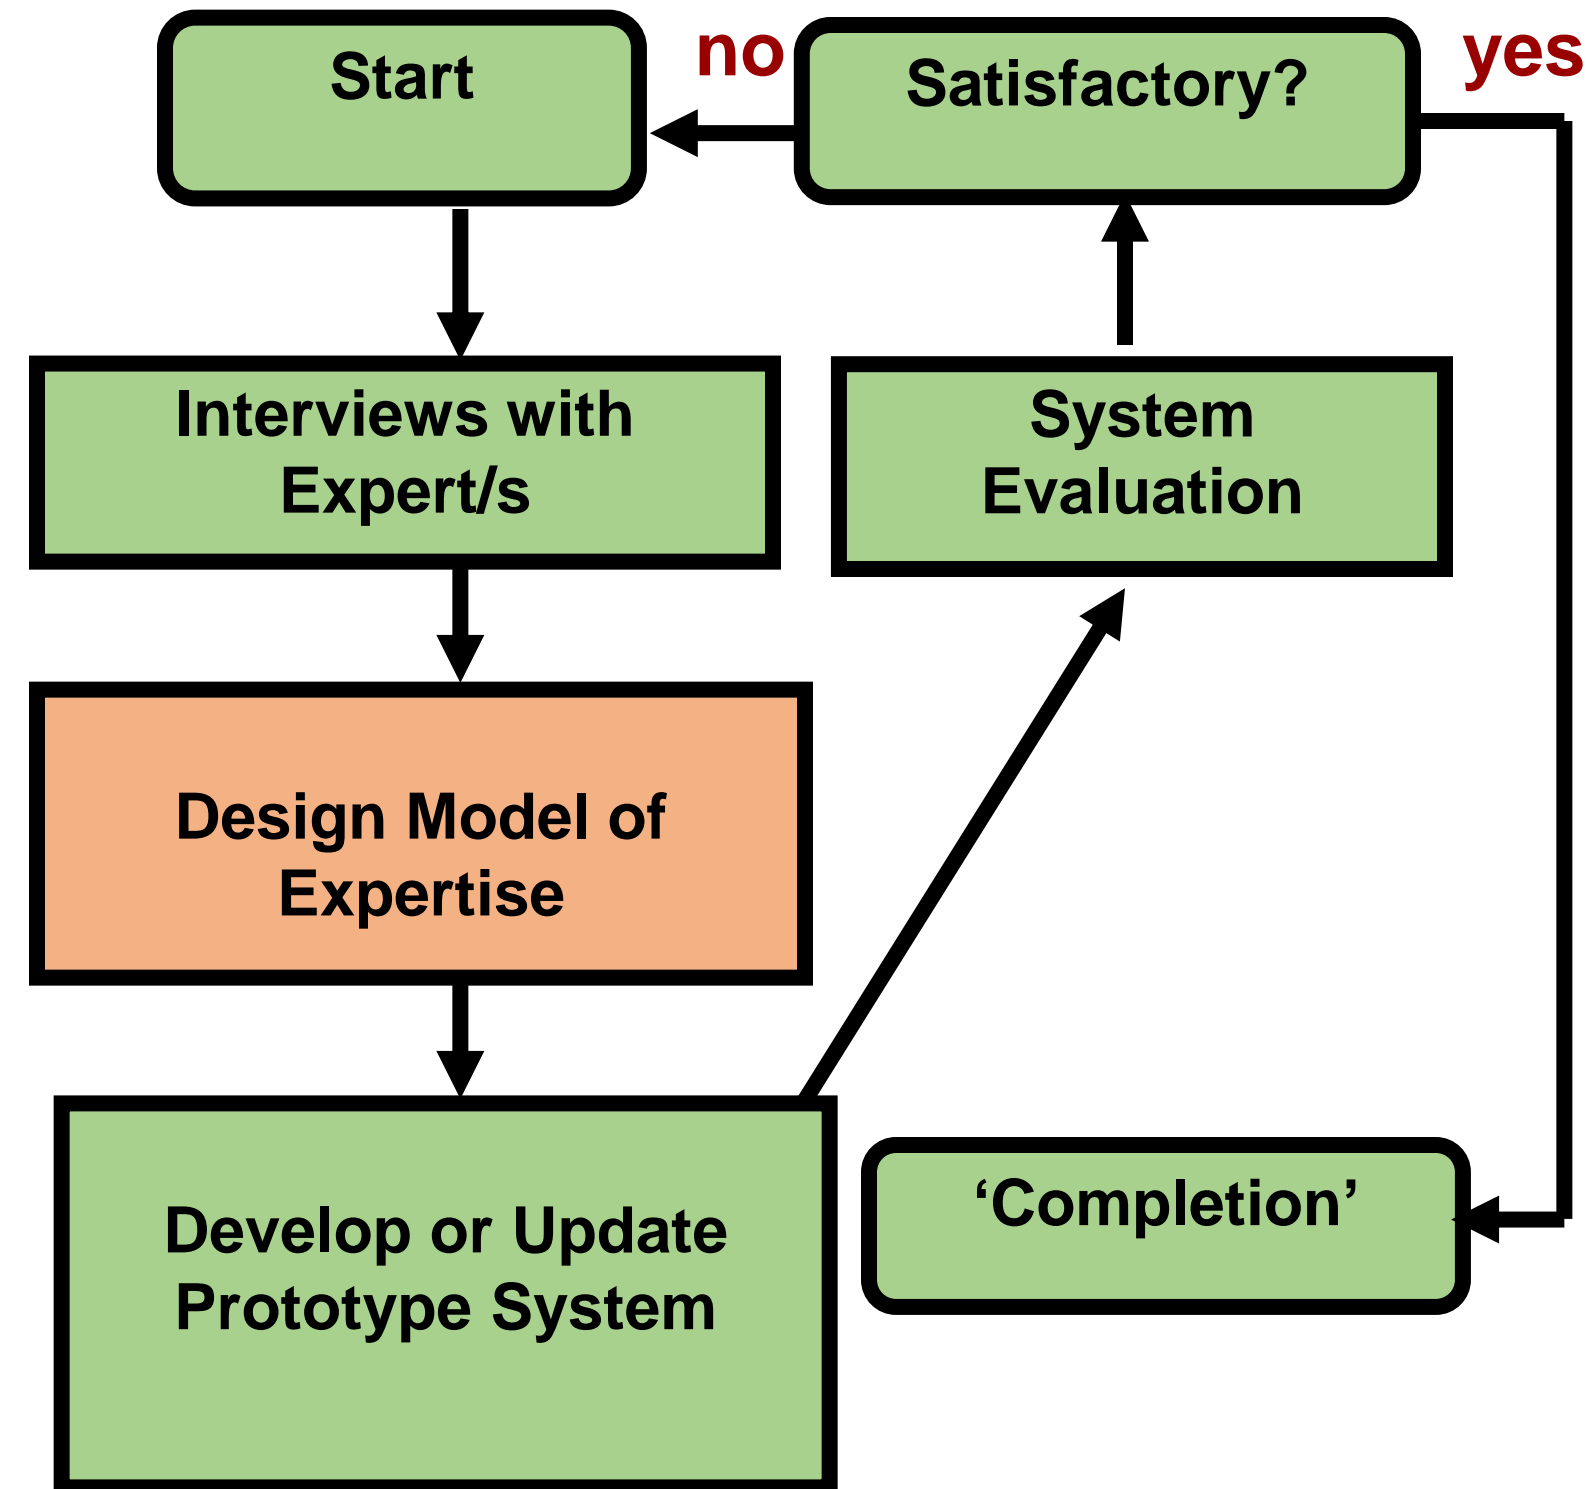 Start
no
Satisfactory?
yes
Interviews with
Expert/s
System
Evaluation
Design Model of
Expertise
Develop or Update
Prototype System
‘Completion’